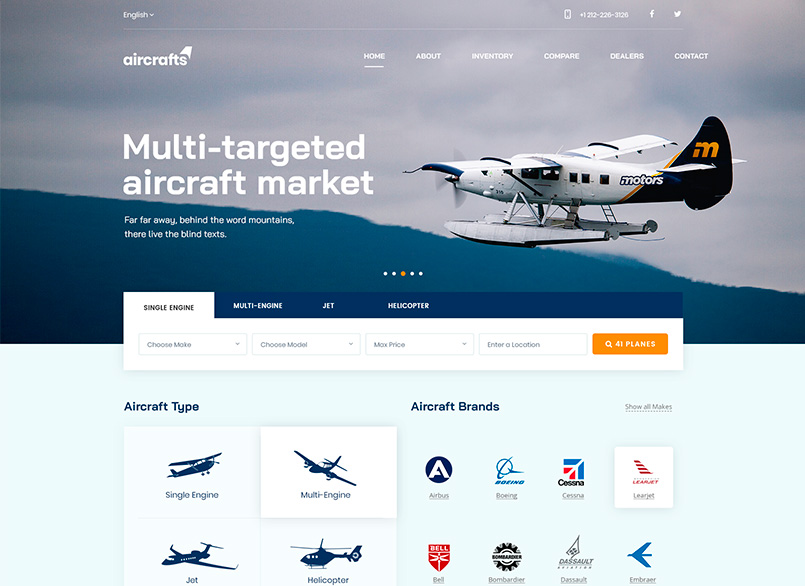 English
+1 212-226-3126
aircrafts
HOME ABOUT INVENTORY COMPARE DEALERS CONTACT
Multi-targeted
aircraft market
Far far away, behind the word mountains,
there live the blind texts.
m
motors
SINGLE ENGINE MULTI-ENGINE JET HELICOPTER
Choose Make Choose Model Max Price Enter a Location 41 PLANES
Aircraft Type
Aircraft Brands
Show all Makes
Single Engine
Multi-Engine
Jet
Helicopter
A
BOEING
Cessna
LEARJET
Airbus Boeing Cessna Learjet
BELL
BOMBARDIER
DASSAULT
AVIATION
Bell Bombardier Dassault Embraer